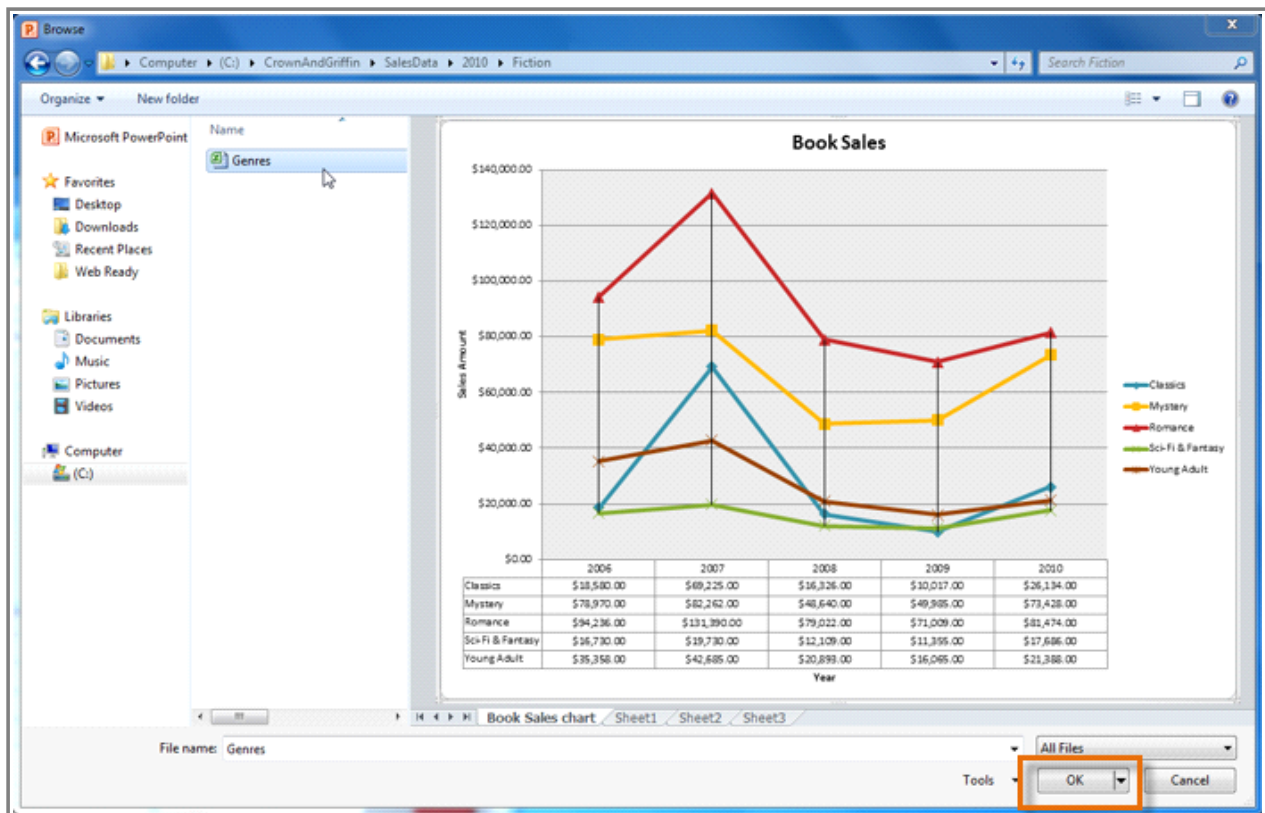 Browse
Computer (C:) CrownAndGriffin SalesData 2010 Fiction
Search Fiction
Organize New folder
Microsoft PowerPoint
Favorites
Desktop
Downloads
Recent Places
Web Ready
Libraries
Documents
Music
Pictures
Videos
Computer
(C:)
Name
Genres
Book Sales
$140,000.00
$120,000.00
$100,000.00
$80,000.00
$60,000.00
$40,000.00
$20,000.00
$0.00
Sales Amount
Classics
Mystery
Romance
Sci-Fi & Fantasy
Young Adult
2006 2007 2008 2009 2010
Classics $18,580.00 $69,225.00 $16,326.00 $10,017.00 $26,134.00
Mystery $78,970.00 $82,262.00 $48,640.00 $49,985.00 $73,428.00
Romance $94,236.00 $131,390.00 $79,022.00 $71,009.00 $81,474.00
Sci-Fi & Fantasy $16,730.00 $19,730.00 $12,109.00 $11,355.00 $17,686.00
Young Adult $35,358.00 $42,685.00 $20,893.00 $16,065.00 $21,388.00
Year
Book Sales chart Sheet1 Sheet2 Sheet3
File name: Genres
All Files
Tools OK Cancel